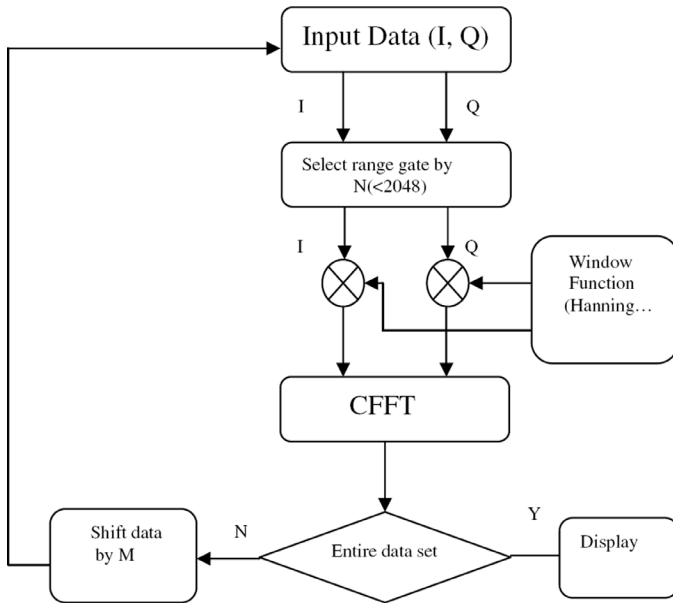 Input Data (I, Q)
I
Q
Select range gate by
N(<2048)
I
Q
Window
Function
(Hanning…
CFFT
Entire data set
N
Y
Shift data
by M
Display